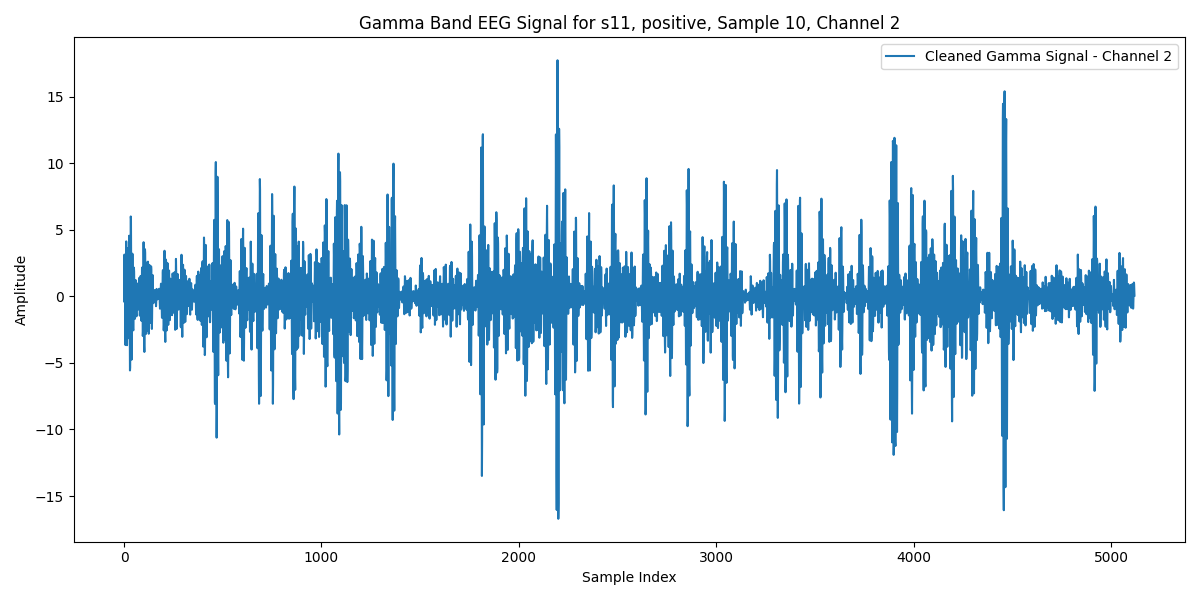 Gamma Band EEG Signal for s11, positive, Sample 10, Channel 2
Cleaned Gamma Signal - Channel 2
15
10
5
0
−5
−10
−15
Amplitude
0 1000 2000 3000 4000 5000
Sample Index